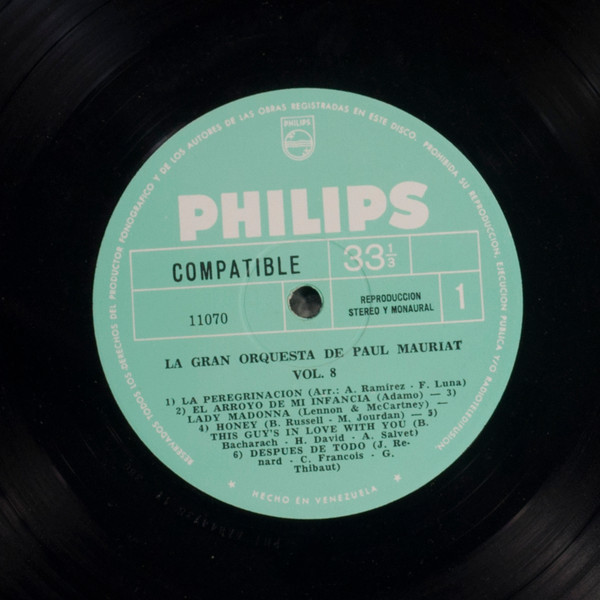 RESERVADOS TODOS LOS DERECHOS DEL PRODUCTOR FONOGRAFICO Y DE LOS AUTORES DE LAS OBRAS REGISTRADAS EN ESTE DISCO. PROHIBIDA SU REPRODUCCION, EJECUCION PUBLICA Y/O RADIOTELEDIFUSION.
PHILIPS
PHILIPS
COMPATIBLE
33 1/3
11070
REPRODUCCION
STEREO Y MONAURAL
1
LA GRAN ORQUESTA DE PAUL MAURIAT
VOL. 8
1) LA PEREGRINACION (Arr.: A. Ramirez - F. Luna)
2) EL ARROYO DE MI INFANCIA (Adamo) — 3)
LADY MADONNA (Lennon & McCartney) —
4) HONEY (B. Russell - M. Jourdan) — 5)
THIS GUY'S IN LOVE WITH YOU (B.
Bacharach - H. David - A. Salvet)
6) DESPUES DE TODO (J. Re-
nard - C. Francois - G.
Thibaut)
★ HECHO EN VENEZUELA ★